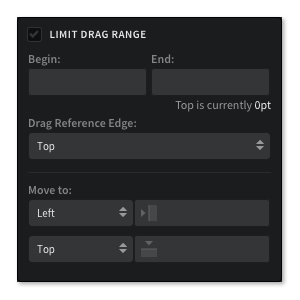 LIMIT DRAG RANGE
Begin: End:
Top is currently 0pt
Drag Reference Edge:
Top
Move to:
Left
Top